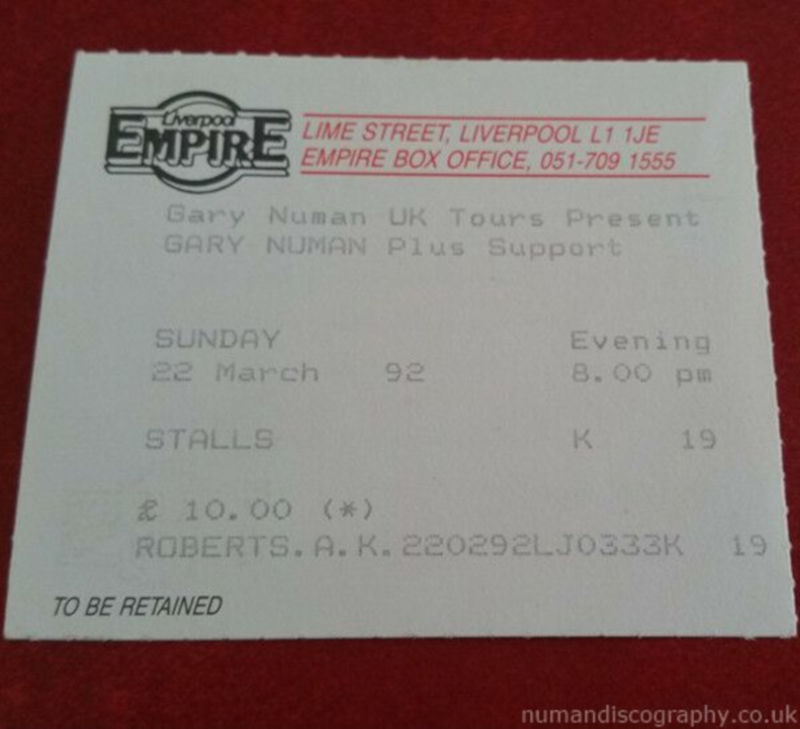 Liverpool
EMPIRE
LIME STREET, LIVERPOOL L1 1JE
EMPIRE BOX OFFICE, 051-709 1555
Gary Numan UK Tours Present
GARY NUMAN Plus Support
SUNDAY Evening
22 March 92 8.00 pm
STALLS K 19
£ 10.00 (*)
ROBERTS.A.K.220292LJ0333K 19
TO BE RETAINED
numandiscography.co.uk